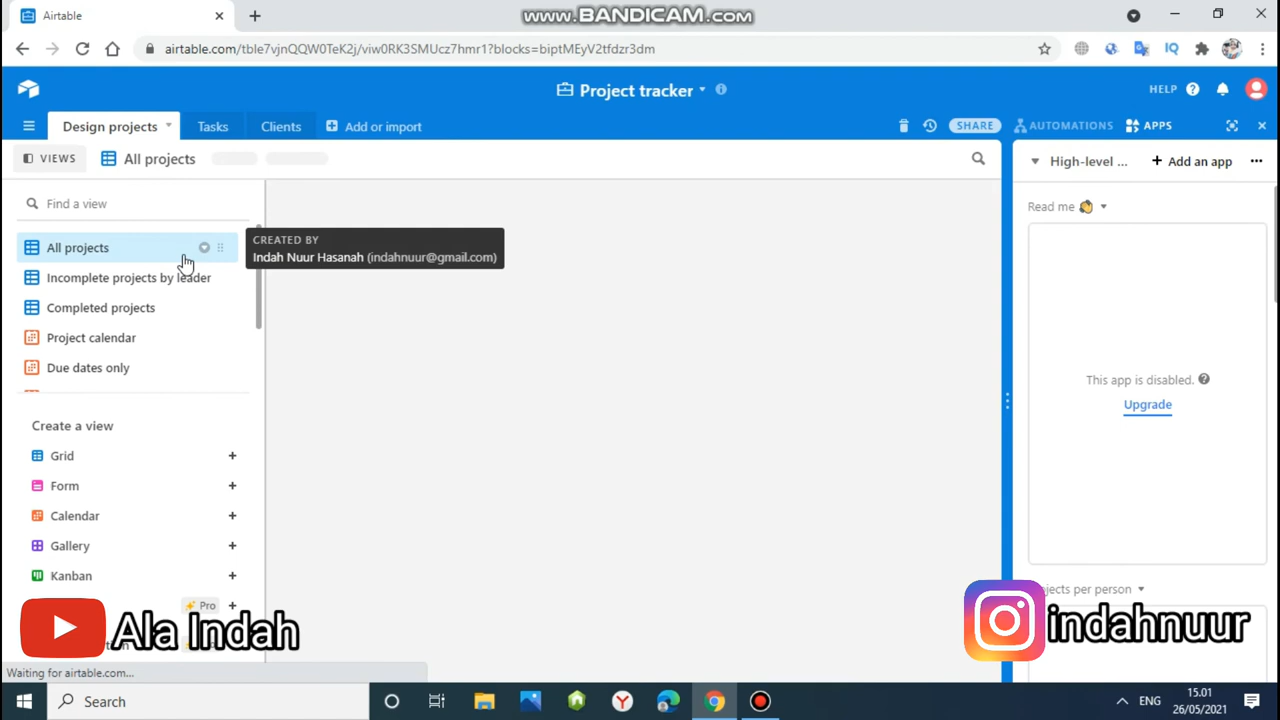 Airtable
www.BANDICAM.com
airtable.com/tble7vjnQQW0TeK2j/viw0RK3SMUcz7hmr1?blocks=biptMEyV2tfdzr3dm
IQ
Project tracker
HELP
Design projects
Tasks
Clients
Add or import
SHARE
AUTOMATIONS
APPS
VIEWS
All projects
High-level ...
Add an app
Find a view
Read me
All projects
CREATED BY
Indah Nuur Hasanah (indahnuur@gmail.com)
Incomplete projects by leader
Completed projects
Project calendar
Due dates only
This app is disabled.
Upgrade
Create a view
Grid
Form
Calendar
Gallery
Kanban
Pro
ojects per person
Ala Indah
indahnuur
Waiting for airtable.com...
Search
ENG
15.01
26/05/2021